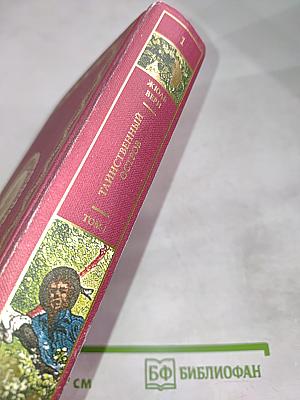 1
ЖЮЛЬ
ВЕРН
ТАИНСТВЕННЫЙ
ОСТРОВ
ТОМ 1
СМ
БФ БИБЛИОФАН